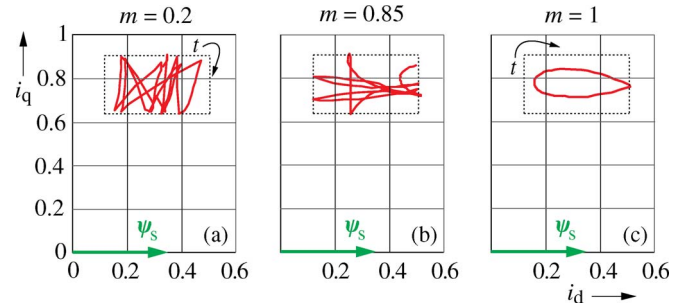 m = 0.2 m = 0.85 m = 1
1
t t
0.8
i_q
0.6
0.4
0.2
ψ_s (a) ψ_s (b) ψ_s (c)
0
0 0.2 0.4 0.6 0.2 0.4 0.6 0.2 0.4 0.6
i_d